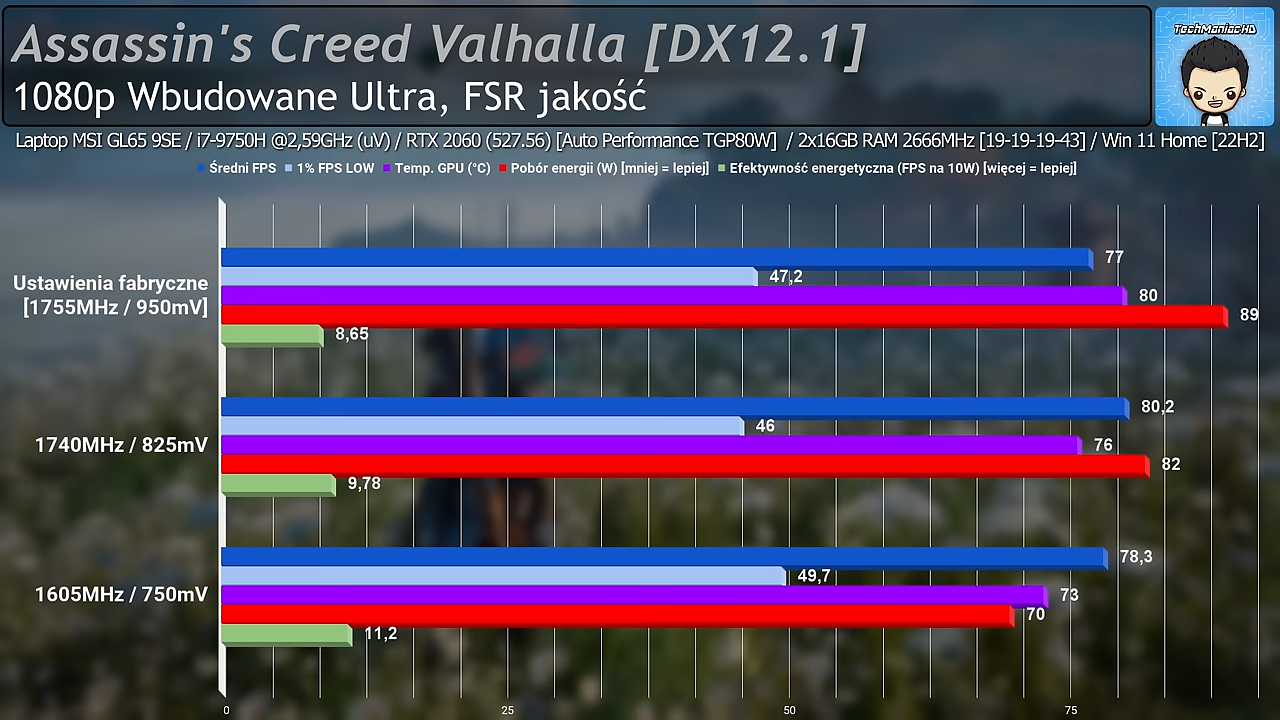 Assassin's Creed Valhalla [DX12.1]
TechManiacHD
1080p Wbudowane Ultra, FSR jakość
Laptop MSI GL65 9SE / i7-9750H @2,59GHz (uV) / RTX 2060 (527.56) [Auto Performance TGP80W] / 2x16GB RAM 2666MHz [19-19-19-43] / Win 11 Home [22H2]
Średni FPS 1% FPS LOW Temp. GPU (°C) Pobór energii (W) [mniej = lepiej] Efektywność energetyczna (FPS na 10W) [więcej = lepiej]
Ustawienia fabryczne
[1755MHz / 950mV]
77
47,2
80
89
8,65
1740MHz / 825mV
80,2
46
76
82
9,78
1605MHz / 750mV
78,3
49,7
73
70
11,2
0 25 50 75